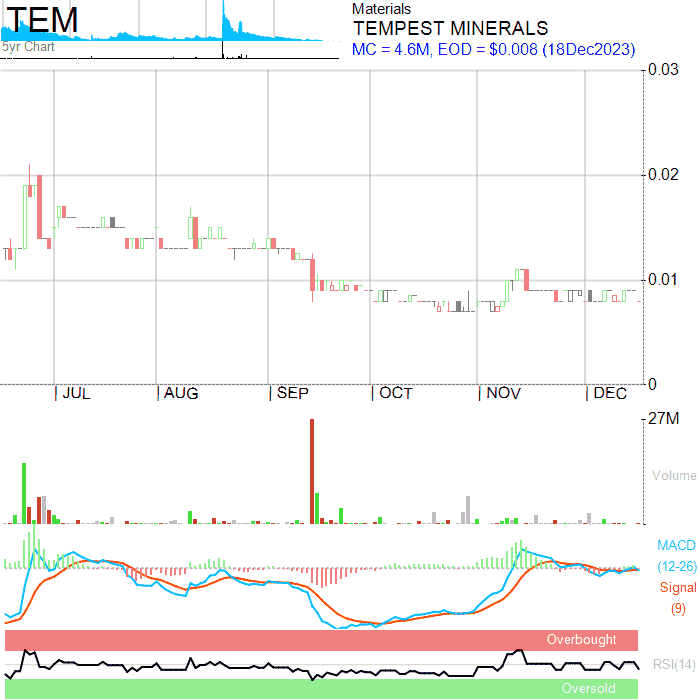 TEM
5yr Chart
Materials
TEMPEST MINERALS
MC = 4.6M, EOD = $0.008 (18Dec2023)
0.03
0.02
0.01
0
JUL AUG SEP OCT NOV DEC
27M
Volume
MACD
(12-26)
Signal
(9)
Overbought
RSI(14)
Oversold